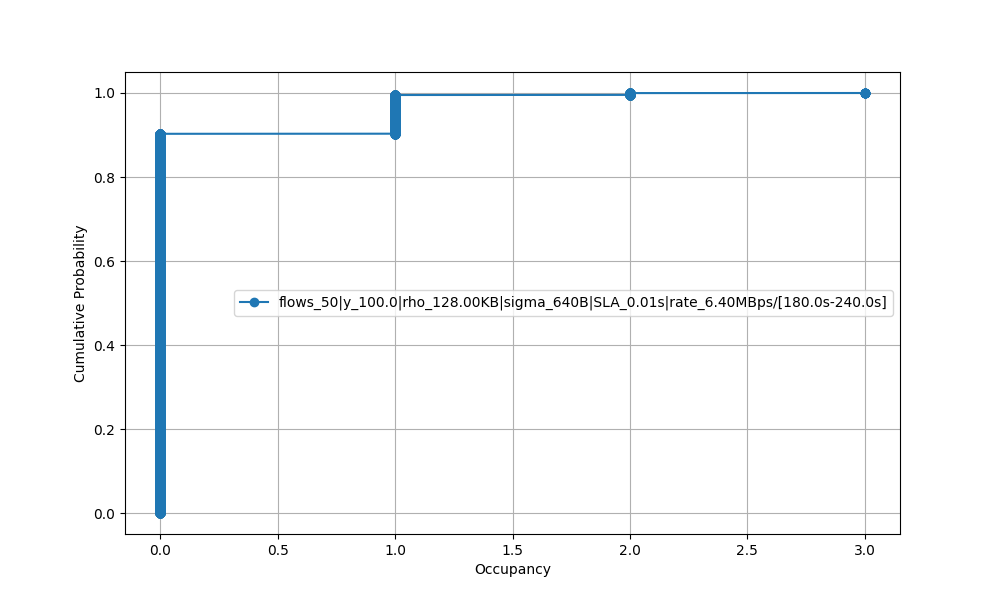 1.0
0.8
0.6
0.4
0.2
0.0
Cumulative Probability
flows_50|y_100.0|rho_128.00KB|sigma_640B|SLA_0.01s|rate_6.40MBps/[180.0s-240.0s]
0.0 0.5 1.0 1.5 2.0 2.5 3.0
Occupancy